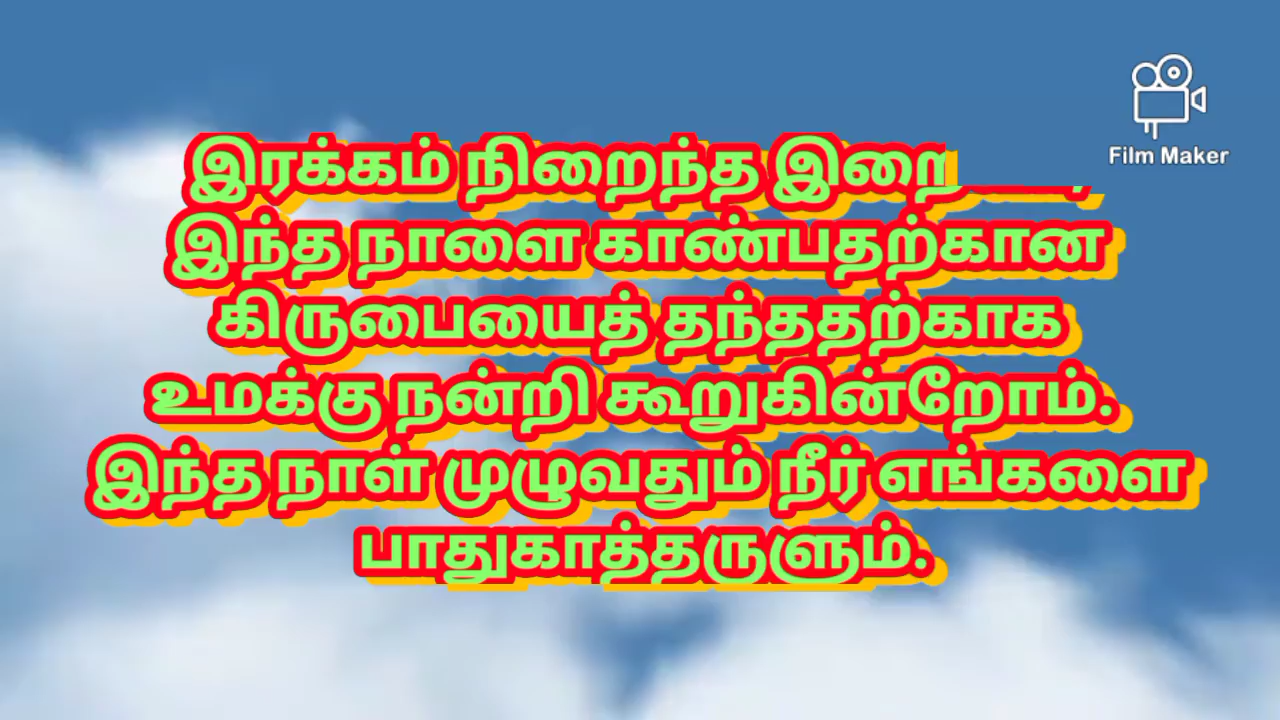 இரக்கம் நிறைந்த
இந்த நாளை காண்பதற்கான
கிருபையைத் தந்ததற்காக
உமக்கு நன்றி கூறுகின்றோம்.
இந்த நாள் முழுவதும் நீர் எங்களை
பாதுகாத்தருளும்.
Film Maker